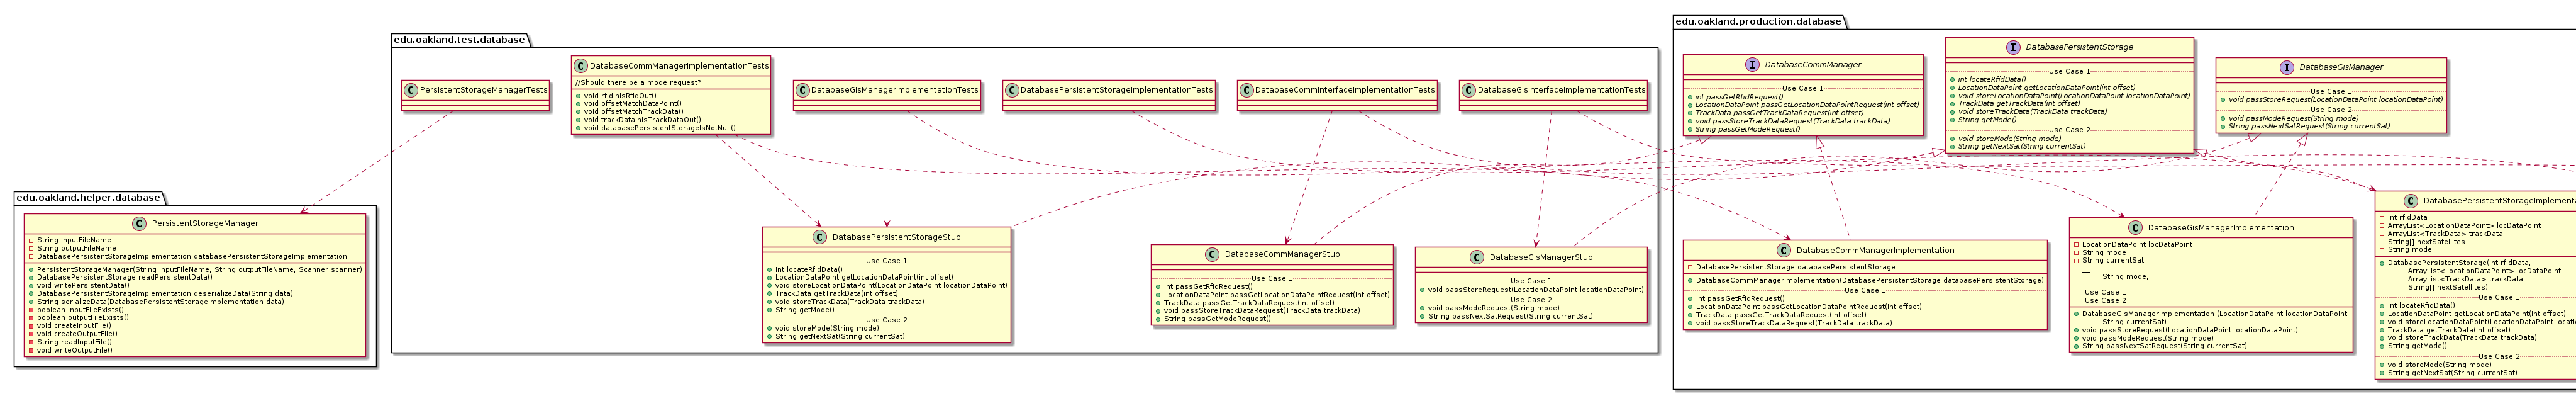 edu.oakland.helper.database
PersistentStorageManager
String inputFileName
String outputFileName
DatabasePersistentStorageImplementation databasePersistentStorageImplementation
PersistentStorageManager(String inputFileName, String outputFileName, Scanner scanner)
DatabasePersistentStorage readPersistentData()
void writePersistentData()
DatabasePersistentStorageImplementation deserializeData(String data)
String serializeData(DatabasePersistentStorageImplementation data)
boolean inputFileExists()
boolean outputFileExists()
void createInputFile()
void createOutputFile()
String readInputFile()
void writeOutputFile()
edu.oakland.test.database
PersistentStorageManagerTests
DatabaseCommManagerImplementationTests
//Should there be a mode request?
void rfidInIsRfidOut()
void offsetMatchDataPoint()
void offsetMatchTrackData()
void trackDataInIsTrackDataOut()
void databasePersistentStorageIsNotNull()
DatabaseGisManagerImplementationTests
DatabasePersistentStorageImplementationTests
DatabaseCommInterfaceImplementationTests
DatabaseGisInterfaceImplementationTests
DatabasePersistentStorageStub
Use Case 1
int locateRfidData()
LocationDataPoint getLocationDataPoint(int offset)
void storeLocationDataPoint(LocationDataPoint locationDataPoint)
TrackData getTrackData(int offset)
void storeTrackData(TrackData trackData)
String getMode()
Use Case 2
void storeMode(String mode)
String getNextSat(String currentSat)
DatabaseCommManagerStub
Use Case 1
int passGetRfidRequest()
LocationDataPoint passGetLocationDataPointRequest(int offset)
TrackData passGetTrackDataRequest(int offset)
void passStoreTrackDataRequest(TrackData trackData)
String passGetModeRequest()
DatabaseGisManagerStub
Use Case 1
void passStoreRequest(LocationDataPoint locationDataPoint)
Use Case 2
void passModeRequest(String mode)
String passNextSatRequest(String currentSat)
edu.oakland.production.database
DatabaseCommManager
Use Case 1
int passGetRfidRequest()
LocationDataPoint passGetLocationDataPointRequest(int offset)
TrackData passGetTrackDataRequest(int offset)
void passStoreTrackDataRequest(TrackData trackData)
String passGetModeRequest()
DatabasePersistentStorage
Use Case 1
int locateRfidData()
LocationDataPoint getLocationDataPoint(int offset)
void storeLocationDataPoint(LocationDataPoint locationDataPoint)
TrackData getTrackData(int offset)
void storeTrackData(TrackData trackData)
String getMode()
Use Case 2
void storeMode(String mode)
String getNextSat(String currentSat)
DatabaseGisManager
Use Case 1
void passStoreRequest(LocationDataPoint locationDataPoint)
Use Case 2
void passModeRequest(String mode)
String passNextSatRequest(String currentSat)
DatabaseCommManagerImplementation
DatabasePersistentStorage databasePersistentStorage
DatabaseCommManagerImplementation(DatabasePersistentStorage databasePersistentStorage)
Use Case 1
int passGetRfidRequest()
LocationDataPoint passGetLocationDataPointRequest(int offset)
TrackData passGetTrackDataRequest(int offset)
void passStoreTrackDataRequest(TrackData trackData)
DatabaseGisManagerImplementation
LocationDataPoint locDataPoint
String mode
String currentSat
__
String mode,
Use Case 1
Use Case 2
DatabaseGisManagerImplementation (LocationDataPoint locationDataPoint,
String currentSat)
void passStoreRequest(LocationDataPoint locationDataPoint)
void passModeRequest(String mode)
String passNextSatRequest(String currentSat)
DatabasePersistentStorageImplementa
int rfidData
ArrayList<LocationDataPoint> locDataPoint
ArrayList<TrackData> trackData
String[] nextSatellites
String mode
DatabasePersistentStorage(int rfidData,
ArrayList<LocationDataPoint> locDataPoint,
ArrayList<TrackData> trackData,
String[] nextSatellites)
Use Case 1
int locateRfidData()
LocationDataPoint getLocationDataPoint(int offset)
void storeLocationDataPoint(LocationDataPoint locatio
TrackData getTrackData(int offset)
void storeTrackData(TrackData trackData)
String getMode()
Use Case 2
void storeMode(String mode)
String getNextSat(String currentSat)